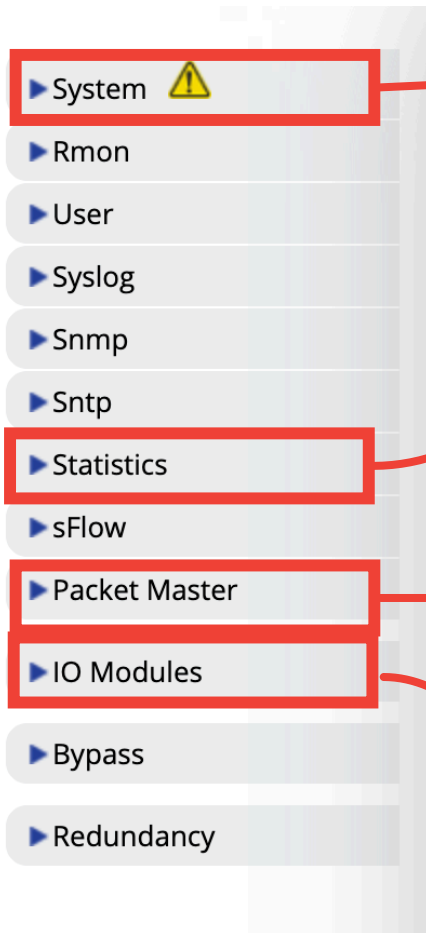 System
Rmon
User
Syslog
Snmp
Sntp
Statistics
sFlow
Packet Master
IO Modules
Bypass
Redundancy